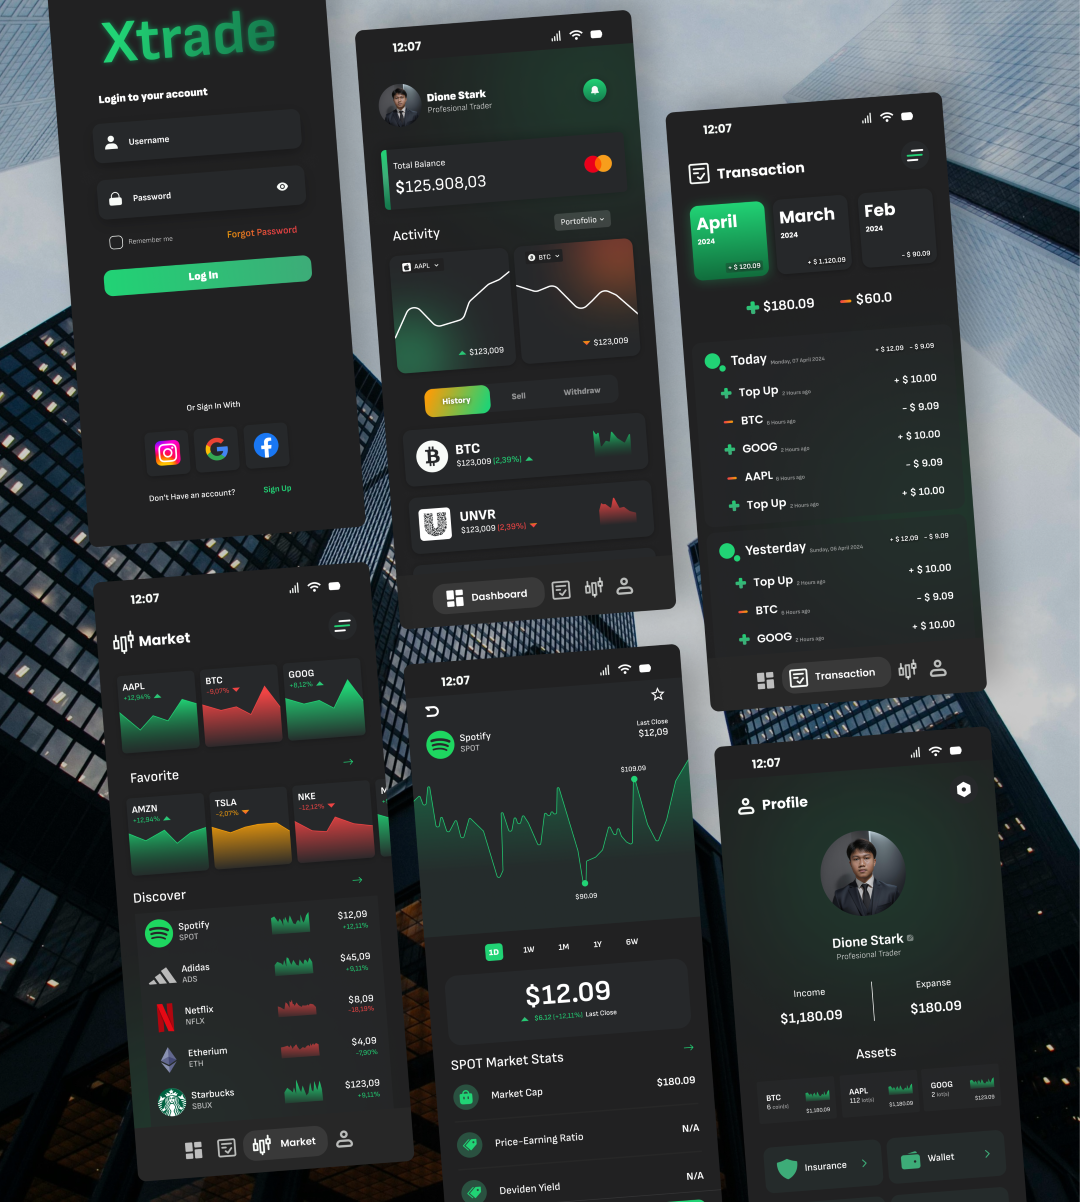 Xtrade
Login to your account
Username
Password
Remember me
Forgot Password
Log In
Or Sign In With
Don't Have an account?
Sign Up
12:07
Dione Stark
Profesional Trader
Total Balance
$125.908,03
Activity
Portofolio
AAPL
$123,009
BTC
$123,009
History
Sell
Withdraw
BTC
$123,009 (2,39%)
UNVR
$123,009 (2,39%)
Dashboard
12:07
Transaction
April
2024
+ $ 120.09
March
2024
+ $ 1.120.09
Feb
2024
- $ 90.09
$180.09
$60.0
Today Monday, 07 April 2024
+ $ 12.09 - $ 9.09
Top Up 2 Hours ago + $ 10.00
BTC 6 Hours ago - $ 9.09
GOOG 2 Hours ago + $ 10.00
AAPL 6 Hours ago - $ 9.09
Top Up 2 Hours ago + $ 10.00
Yesterday Sunday, 06 April 2024
+ $ 12.09 - $ 9.09
Top Up 2 Hours ago + $ 10.00
BTC 6 Hours ago - $ 9.09
GOOG 2 Hours ago + $ 10.00
Transaction
12:07
Market
AAPL
+12,94%
BTC
-9,07%
GOOG
+8,12%
Favorite
AMZN
+12,94%
TSLA
-2,07%
NKE
-12,12%
Discover
Spotify
SPOT
$12,09
+12,11%
Adidas
ADS
$45,09
+9,11%
Netflix
NFLX
$8,09
-10,19%
Etherium
ETH
$4,09
-7,90%
Starbucks
SBUX
$123,09
+9,11%
Market
12:07
Spotify
SPOT
Last Close
$12,09
$109.09
$90.09
1D
1W
1M
1Y
6W
$12.09
$6.12 (+12,11%) Last Close
SPOT Market Stats
Market Cap
$180.09
Price-Earning Ratio
N/A
Deviden Yield
N/A
12:07
Profile
Dione Stark
Profesional Trader
Income
$1,180.09
Expanse
$180.09
Assets
BTC
6 coin(s)
$1,180.09
AAPL
112 lot(s)
$1,180.09
GOOG
2 lot(s)
$123.09
Insurance
Wallet